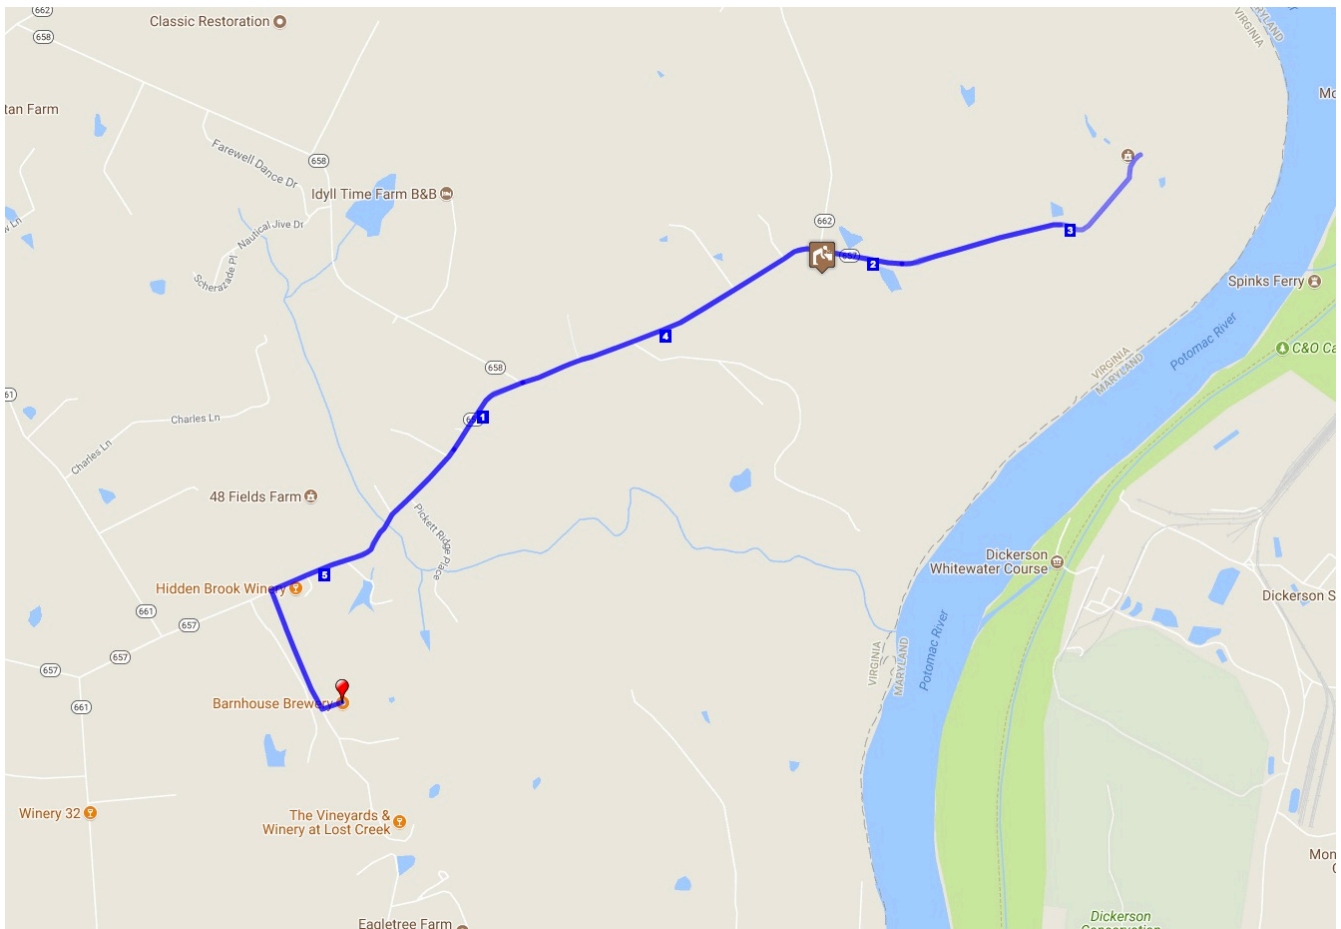 662
658
Classic Restoration
VIRGINIA
MARYLAND
tan Farm
Farewell Dance Dr
658
Idyll Time Farm B&B
Nautical Jive Dr
Scherazade Pl
662
657
2
3
Spinks Ferry
Potomac River
C&O Ca
VIRGINIA
MARYLAND
4
658
61
1
Charles Ln
Charles Ln
48 Fields Farm
Pickett Ridge Place
Dickerson
Whitewater Course
Dickerson S
5
Hidden Brook Winery
661
657
657
657
661
Potomac River
VIRGINIA
MARYLAND
Barnhouse Brewery
Winery 32
The Vineyards &
Winery at Lost Creek
Mon
Eagletree Farm
Dickerson
Conservation